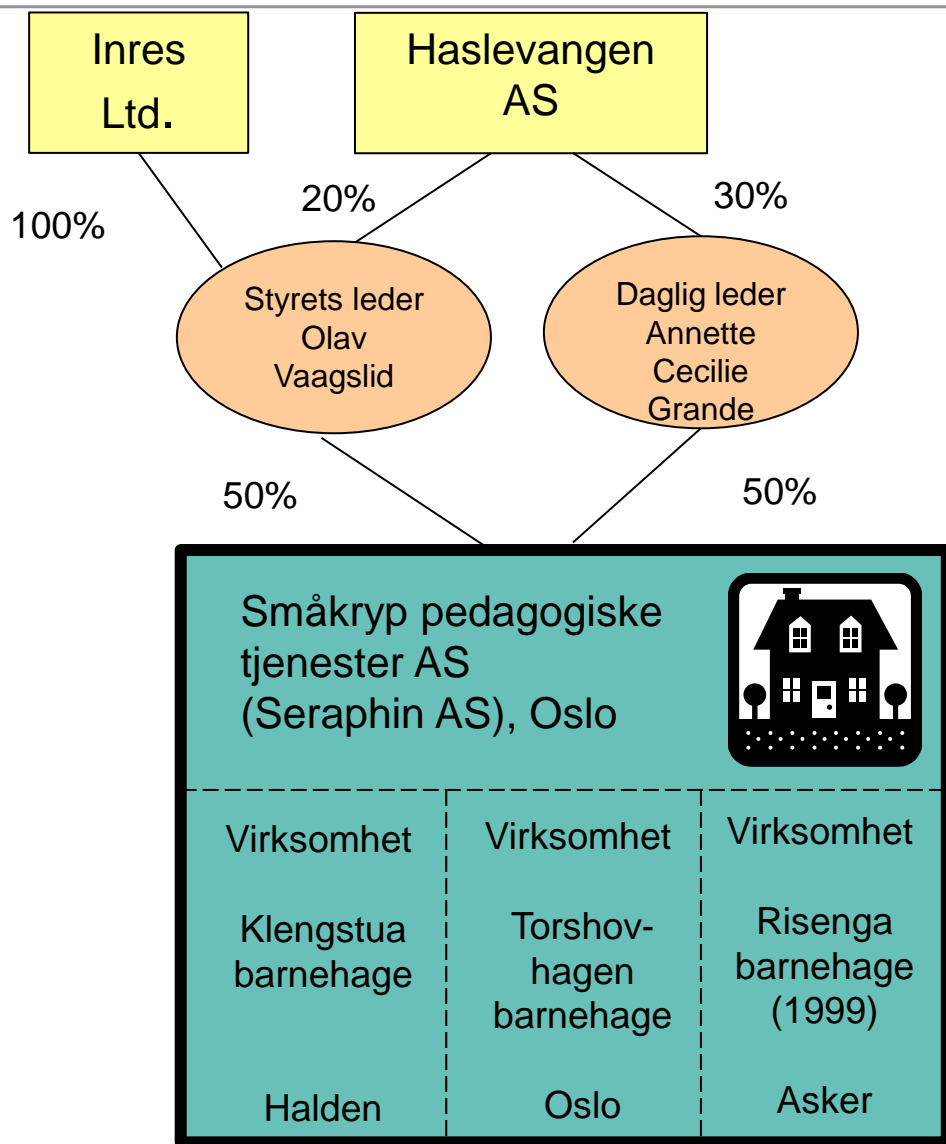 Inres
Ltd.
Haslevangen
AS
100%
20%
30%
Styrets leder
Olav
Vaagslid
Daglig leder
Annette
Cecilie
Grande
50%
50%
Småkryp pedagogiske
tjenester AS
(Seraphin AS), Oslo
Virksomhet
Klengstua
barnehage
Halden
Virksomhet
Torshov-
hagen
barnehage
Oslo
Virksomhet
Risenga
barnehage
(1999)
Asker